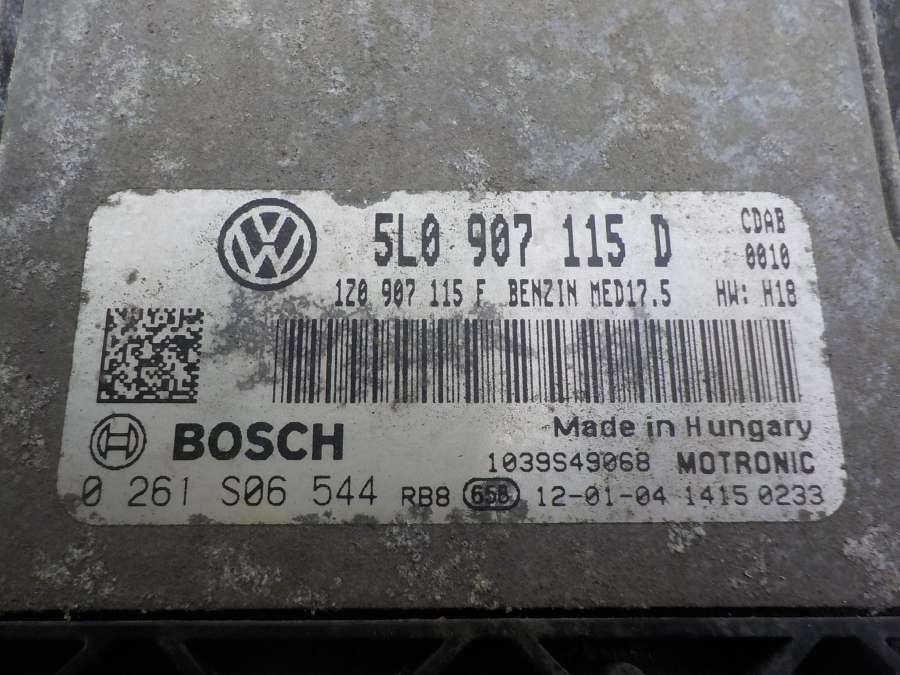 5L0 907 115 D
CDAB
0010
1Z0 907 115 F BENZIN MED17.5 HW: H18
BOSCH
Made in Hungary
1039S49068 MOTRONIC
0 261 S06 544 RB8 658 12-01-04 1415 0233